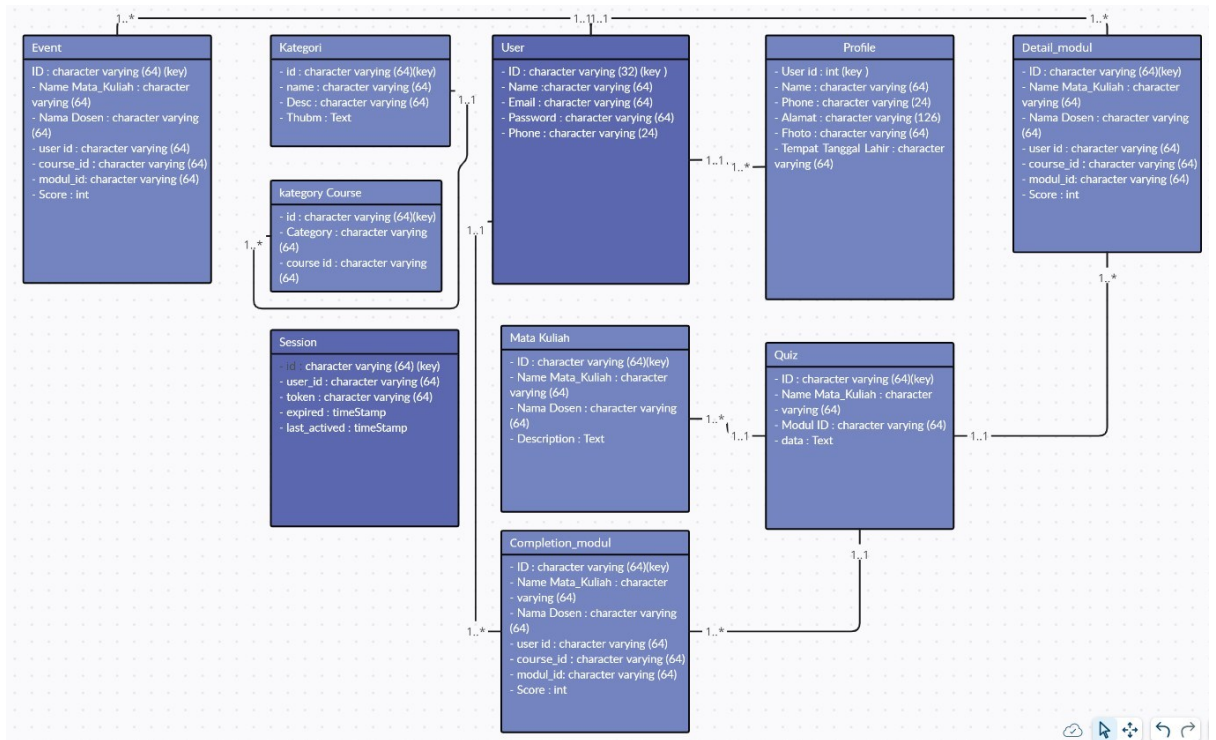 1..*
1..11..1
1..*
Event
ID : character varying (64) (key)
- Name Mata_Kuliah : character
varying (64)
- Nama Dosen : character varying
(64)
- user id : character varying (64)
- course_id : character varying (64)
- modul_id: character varying (64)
- Score : int
Kategori
- id : character varying (64)(key)
- name : character varying (64)
- Desc : character varying (64)
- Thubm : Text
1..1
kategory Course
- id : character varying (64)(key)
- Category : character varying
(64)
- course id : character varying
(64)
1..*
Session
- id : character varying (64) (key)
- user_id : character varying (64)
- token : character varying (64)
- expired : timeStamp
- last_actived : timeStamp
User
- ID : character varying (32) (key )
- Name :character varying (64)
- Email : character varying (64)
- Password : character varying (64)
- Phone : character varying (24)
1..1
1..*
1..1
Profile
- User id : int (key )
- Name : character varying (64)
- Phone : character varying (24)
- Alamat : character varying (126)
- Fhoto : character varying (64)
- Tempat Tanggal Lahir : character
varying (64)
Detail_modul
- ID : character varying (64)(key)
- Name Mata_Kuliah : character
varying (64)
- Nama Dosen : character varying
(64)
- user id : character varying (64)
- course_id : character varying (64)
- modul_id: character varying (64)
- Score : int
1..*
Mata Kuliah
- ID : character varying (64)(key)
- Name Mata_Kuliah : character
varying (64)
- Nama Dosen : character varying
(64)
- Description : Text
1..*
1..1
Quiz
- ID : character varying (64)(key)
- Name Mata_Kuliah : character
- varying (64)
- Modul ID : character varying (64)
- data : Text
1..1
1..1
Completion_modul
- ID : character varying (64)(key)
- Name Mata_Kuliah : character
- varying (64)
- Nama Dosen : character varying
(64)
- user id : character varying (64)
- course_id : character varying (64)
- modul_id: character varying (64)
- Score : int
1..*
1..*